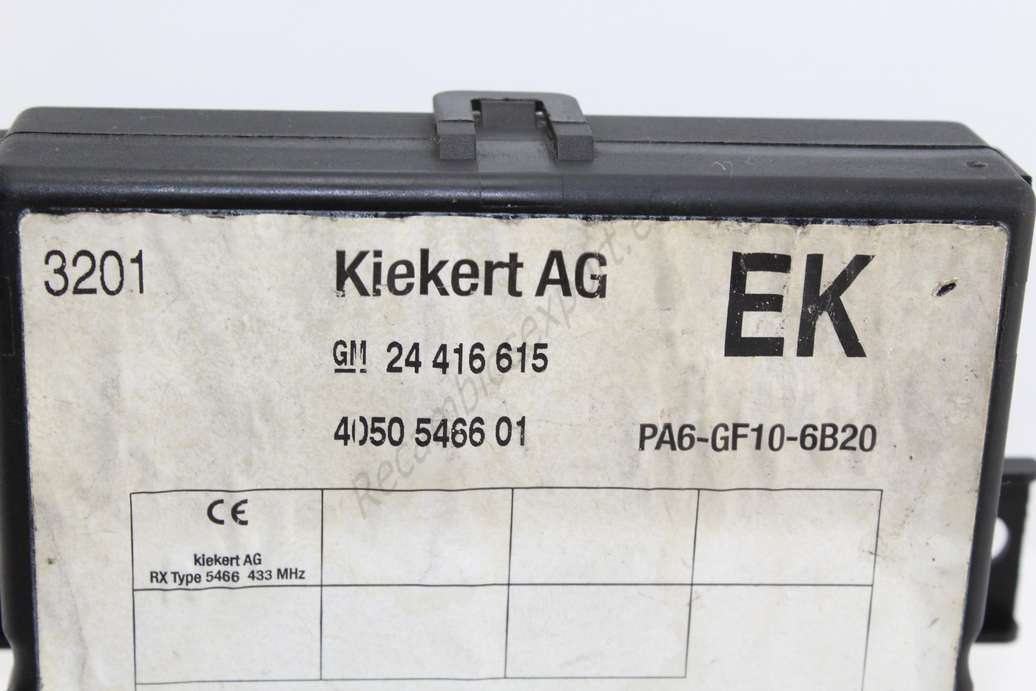 3201
Kiekert AG
EK
GM 24 416 615
4050 5466 01
PA6-GF10-6B20
CE
kiekert AG
RX Type 5466 433 MHz